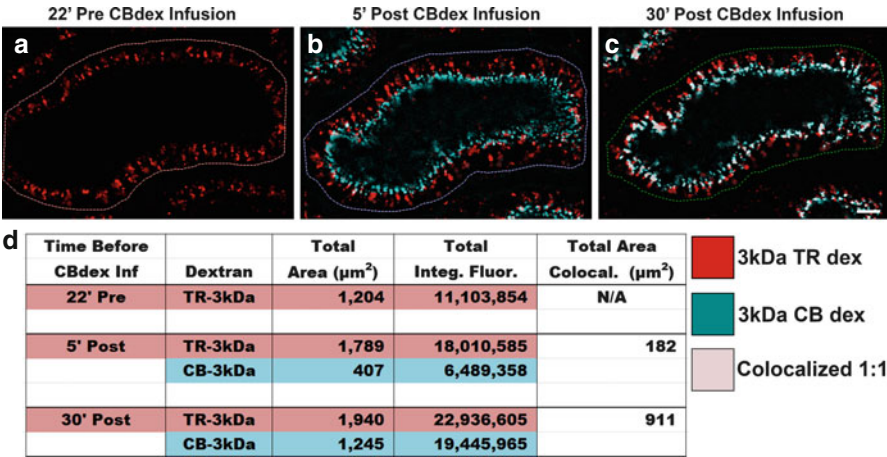 22' Pre CBdex Infusion
5' Post CBdex Infusion
30' Post CBdex Infusion
a
b
c
d
Time Before Total Total Total Area
CBdex Inf Dextran Area (µm²) Integ. Fluor. Colocal. (µm²)
22' Pre TR-3kDa 1,204 11,103,854 N/A
5' Post TR-3kDa 1,789 18,010,585 182
CB-3kDa 407 6,489,358
30' Post TR-3kDa 1,940 22,936,605 911
CB-3kDa 1,245 19,445,965
3kDa TR dex
3kDa CB dex
Colocalized 1:1